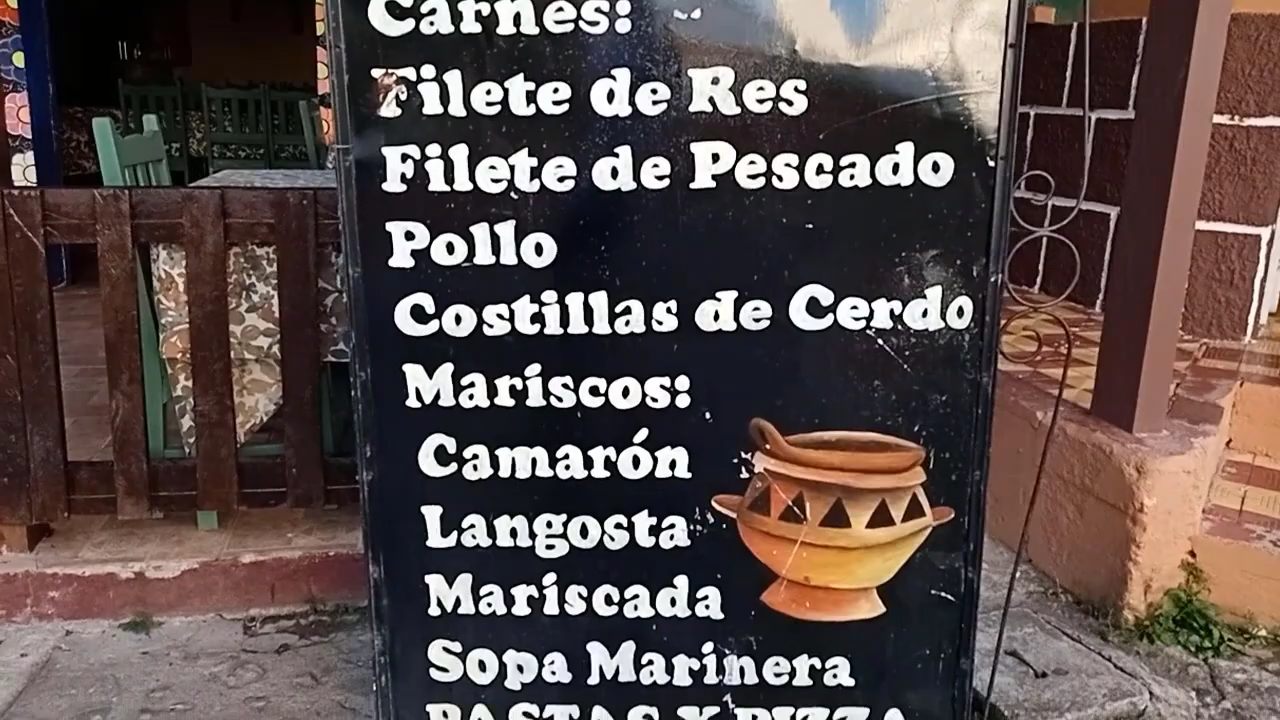 Carnes:
Filete de Res
Filete de Pescado
Pollo
Costillas de Cerdo
Mariscos:
Camarón
Langosta
Mariscada
Sopa Marinera
PASTAS Y PIZZA